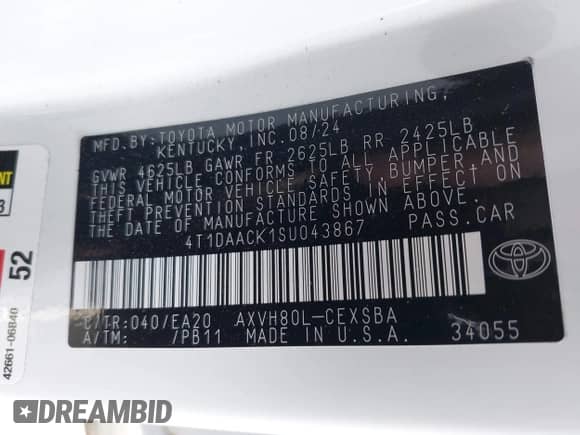 MFD. BY: TOYOTA MOTOR MANUFACTURING,
KENTUCKY, INC. 08/24
GVWR 4625LB GAWR FR 2625LB RR 2425LB
THIS VEHICLE CONFORMS TO ALL APPLICABLE
FEDERAL MOTOR VEHICLE SAFETY, BUMPER, AND
THEFT PREVENTION STANDARDS IN EFFECT ON
THE DATE OF MANUFACTURE SHOWN ABOVE.
4T1DAACK1SU043867 PASS. CAR
C/TR: 040/EA20 AXVH80L-CEXSBA
A/TM: /PB11 MADE IN U.S.A. 34055
52
42661-06B40
DREAMBID